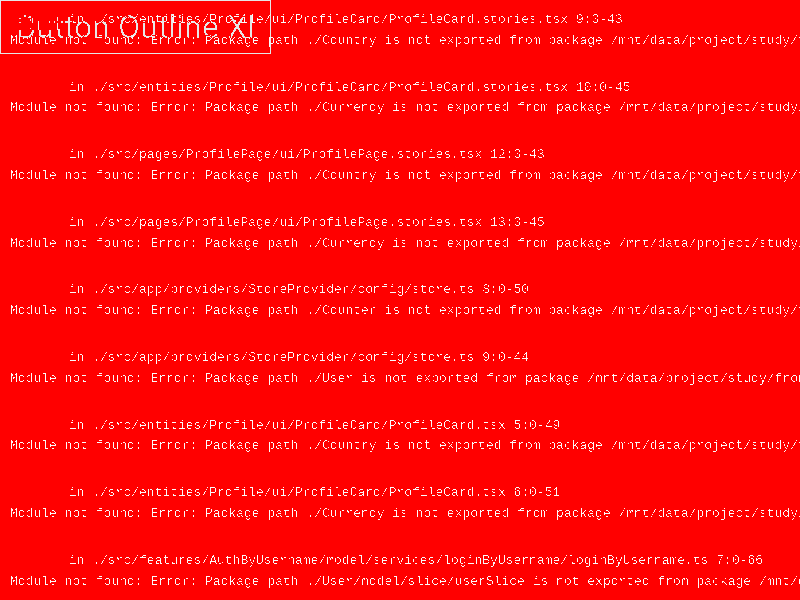 Button Outline Xl
in ./src/entities/Profile/ui/ProfileCard/ProfileCard.stories.tsx 9:0-43
Module not found: Error: Package path ./Country is not exported from package /mnt/data/project/study/
in ./src/entities/Profile/ui/ProfileCard/ProfileCard.stories.tsx 10:0-45
Module not found: Error: Package path ./Currency is not exported from package /mnt/data/project/study
in ./src/pages/ProfilePage/ui/ProfilePage.stories.tsx 12:0-43
Module not found: Error: Package path ./Country is not exported from package /mnt/data/project/study/
in ./src/pages/ProfilePage/ui/ProfilePage.stories.tsx 13:0-45
Module not found: Error: Package path ./Currency is not exported from package /mnt/data/project/study
in ./src/app/providers/StoreProvider/config/store.ts 8:0-50
Module not found: Error: Package path ./Counter is not exported from package /mnt/data/project/study/
in ./src/app/providers/StoreProvider/config/store.ts 9:0-44
Module not found: Error: Package path ./User is not exported from package /mnt/data/project/study/fro
in ./src/entities/Profile/ui/ProfileCard/ProfileCard.tsx 5:0-49
Module not found: Error: Package path ./Country is not exported from package /mnt/data/project/study/
in ./src/entities/Profile/ui/ProfileCard/ProfileCard.tsx 6:0-51
Module not found: Error: Package path ./Currency is not exported from package /mnt/data/project/study
in ./src/features/AuthByUsername/model/services/loginByUsername/loginByUsername.ts 7:0-66
Module not found: Error: Package path ./User/model/slice/userSlice is not exported from package /mnt/